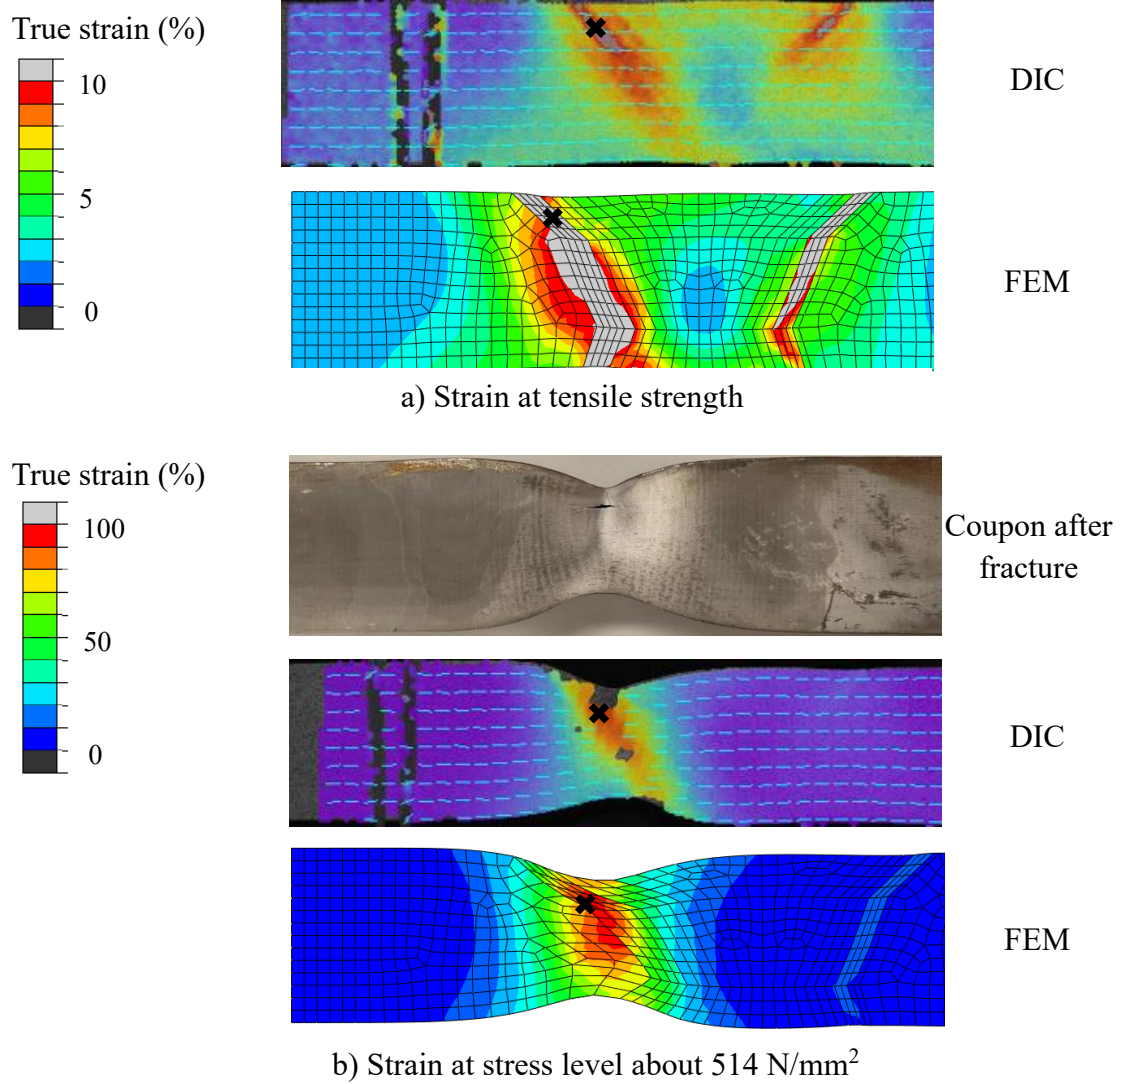 True strain (%)
10
5
0
DIC
FEM
a) Strain at tensile strength
True strain (%)
100
50
0
Coupon after
fracture
DIC
FEM
b) Strain at stress level about 514 N/mm²